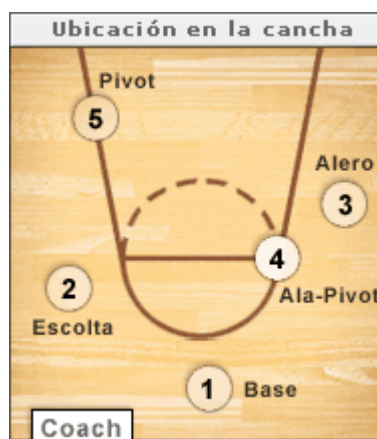 Ubicación en la cancha
Pivot
5
Alero
3
4
Ala-Pivot
2
Escolta
1
Base
Coach